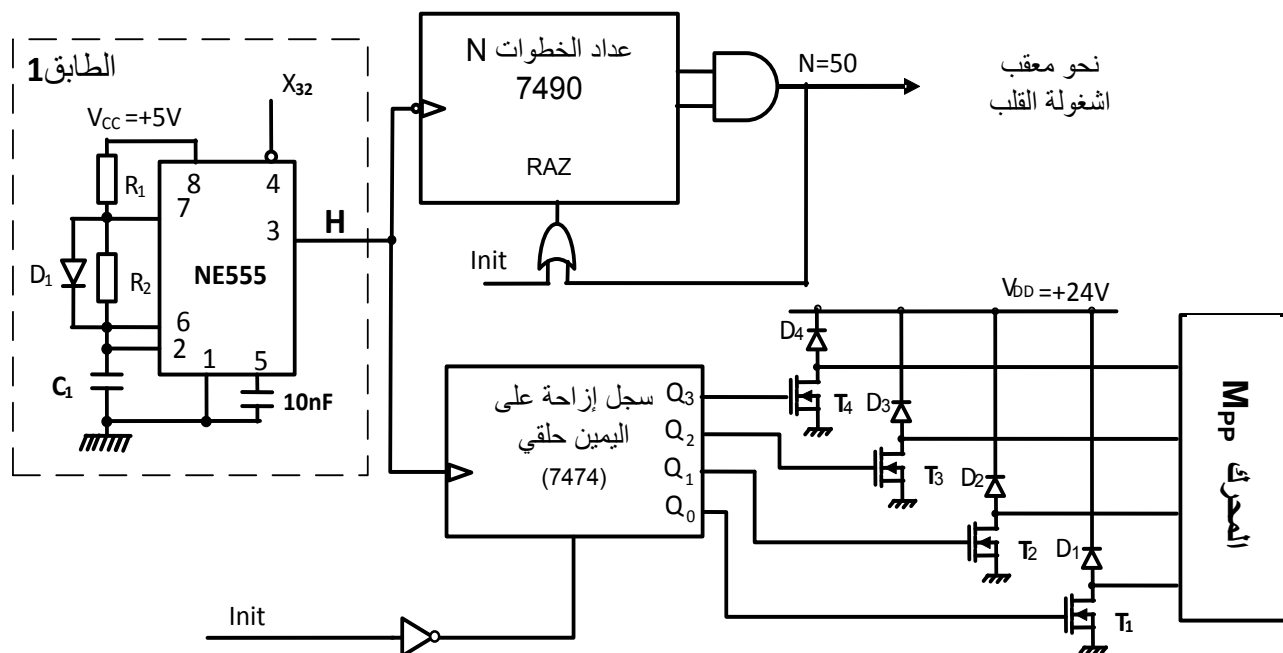 الطابق1
X32
VCC =+5V
R1
8
4
7
3
H
D1
R2
NE555
6
2
1
5
C1
10nF
عداد الخطوات N
7490
RAZ
N=50
نحو معقب
اشغولة القلب
Init
VDD =+24V
سجل إزاحة على
اليمين حلقي
(7474)
Q3
Q2
Q1
Q0
D4
T4
D3
T3
D2
T2
D1
T1
المحرك MPP
Init